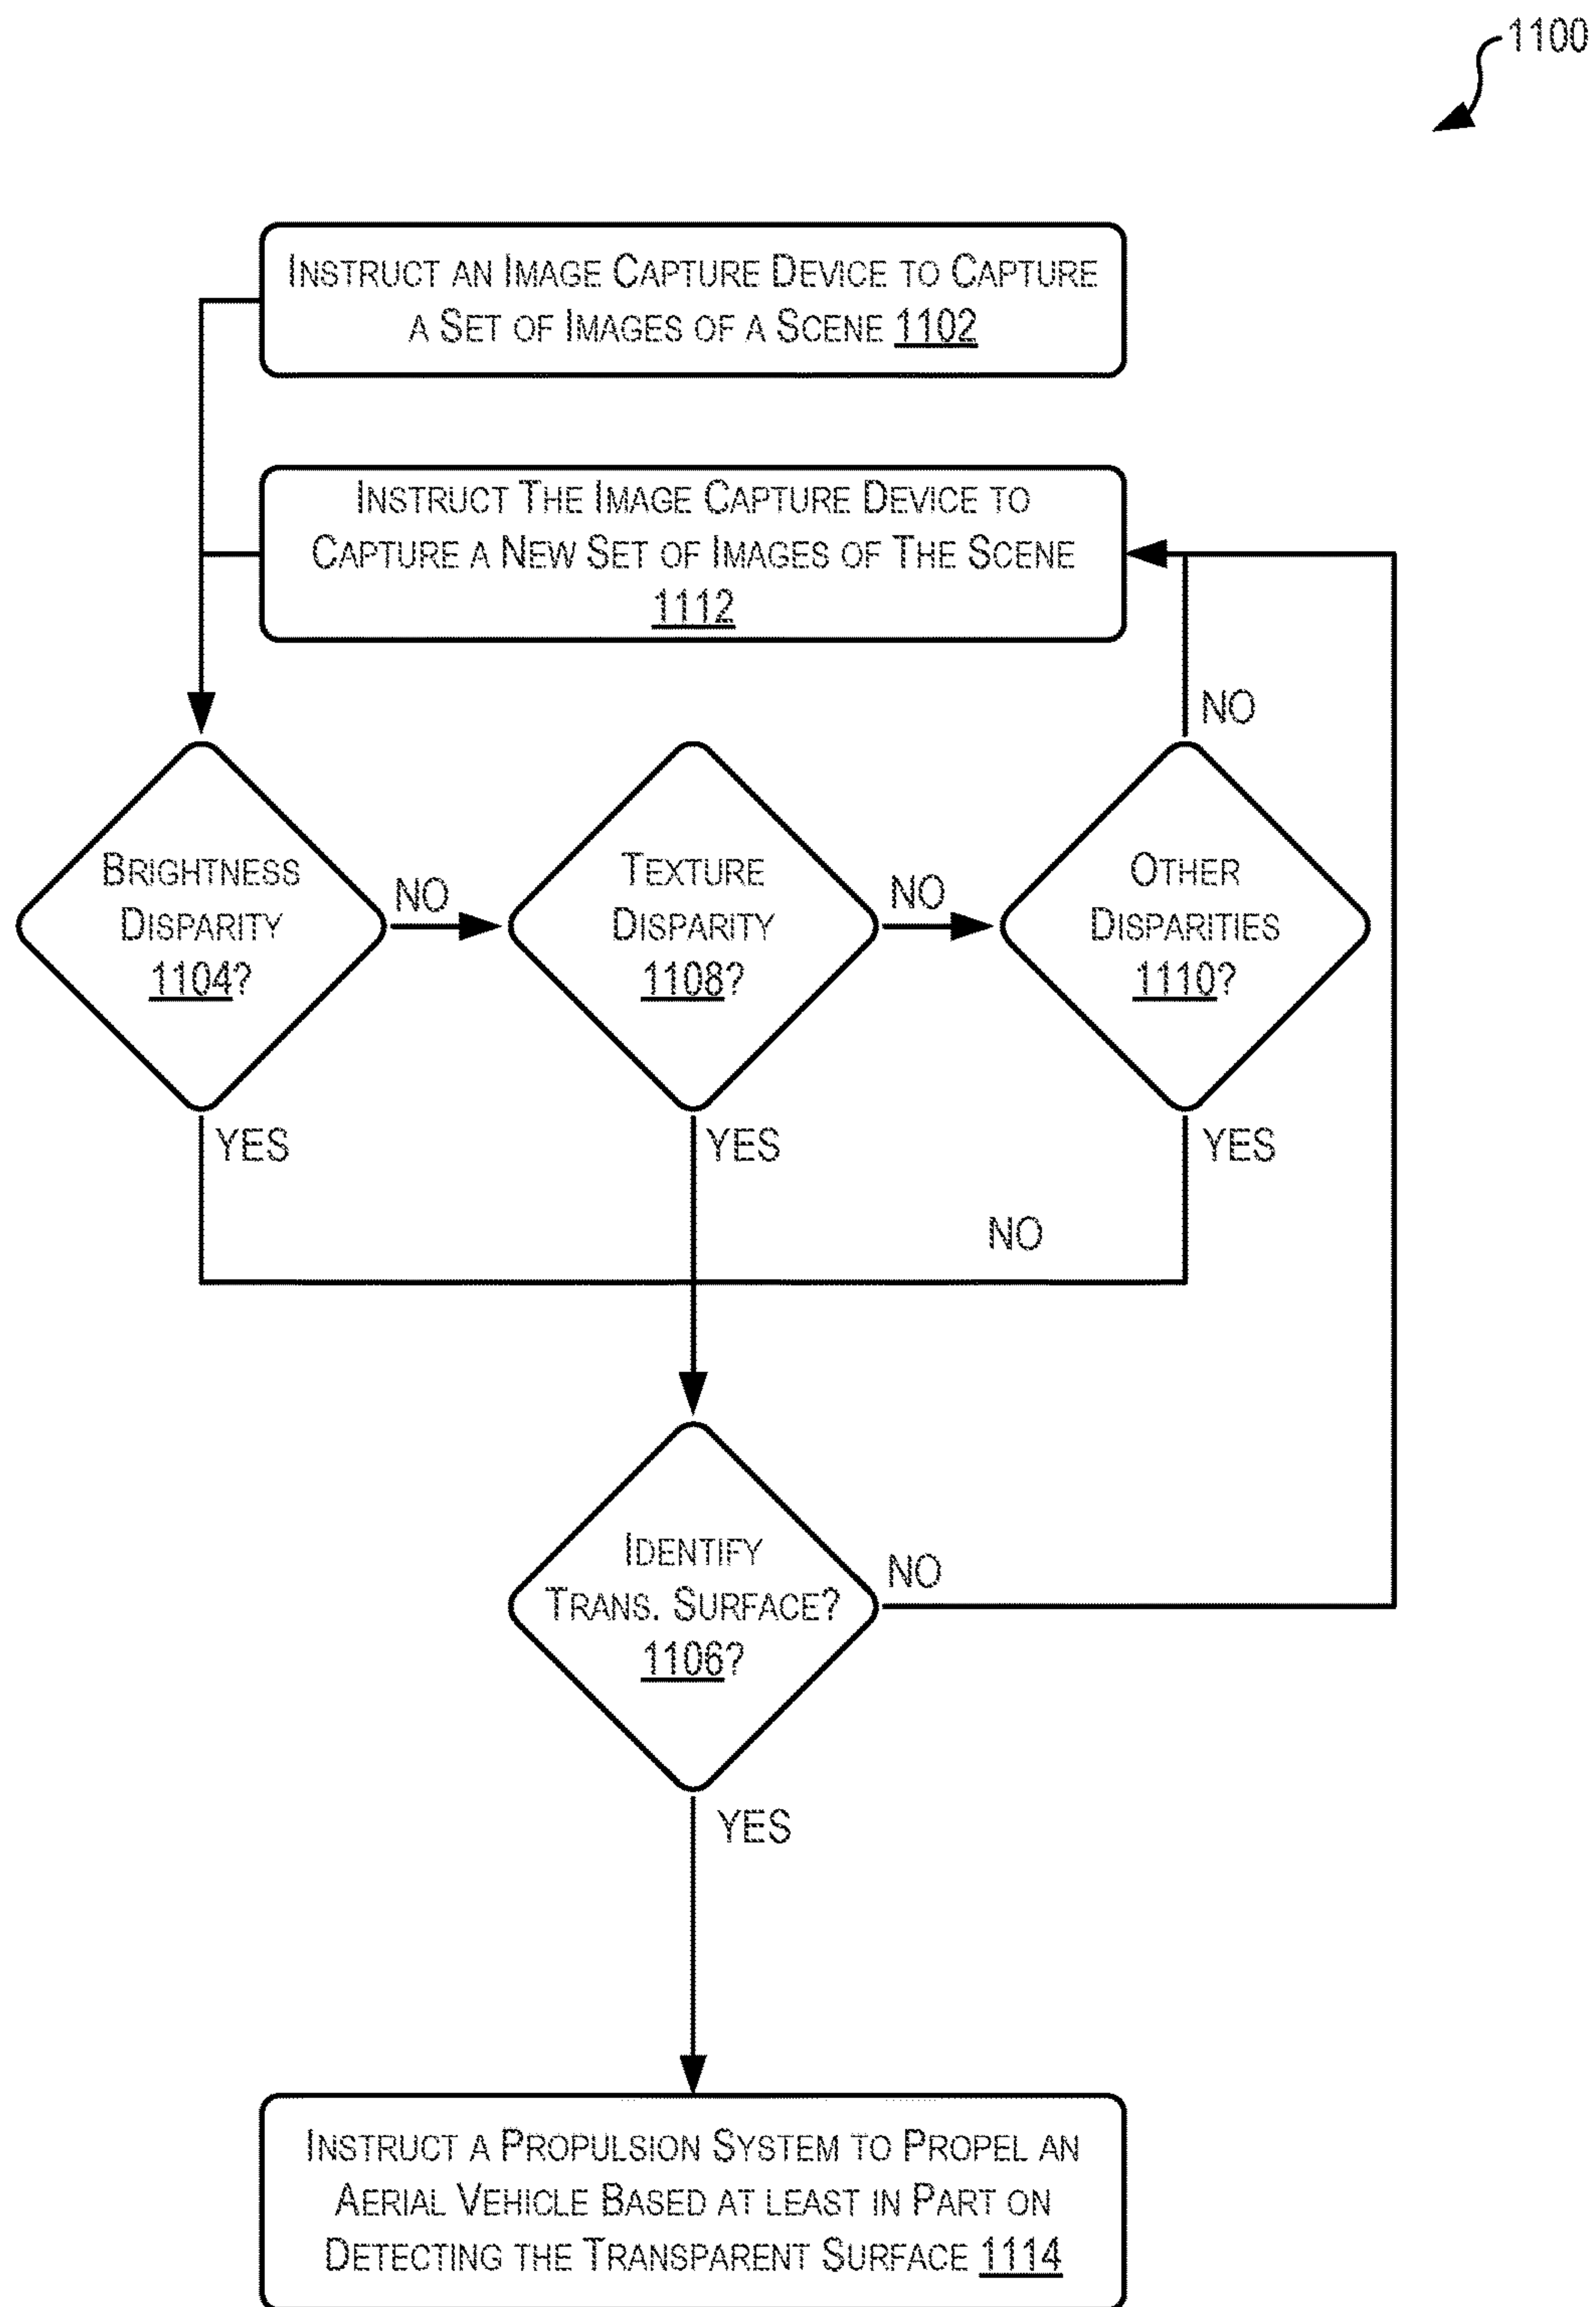 1100
INSTRUCT AN IMAGE CAPTURE DEVICE TO CAPTURE
A SET OF IMAGES OF A SCENE 1102
INSTRUCT THE IMAGE CAPTURE DEVICE TO
CAPTURE A NEW SET OF IMAGES OF THE SCENE
1112
NO
BRIGHTNESS
DISPARITY
1104?
NO
TEXTURE
DISPARITY
1108?
NO
OTHER
DISPARITIES
1110?
YES
YES
YES
NO
IDENTIFY
TRANS. SURFACE?
1106?
NO
YES
INSTRUCT A PROPULSION SYSTEM TO PROPEL AN
AERIAL VEHICLE BASED AT LEAST IN PART ON
DETECTING THE TRANSPARENT SURFACE 1114